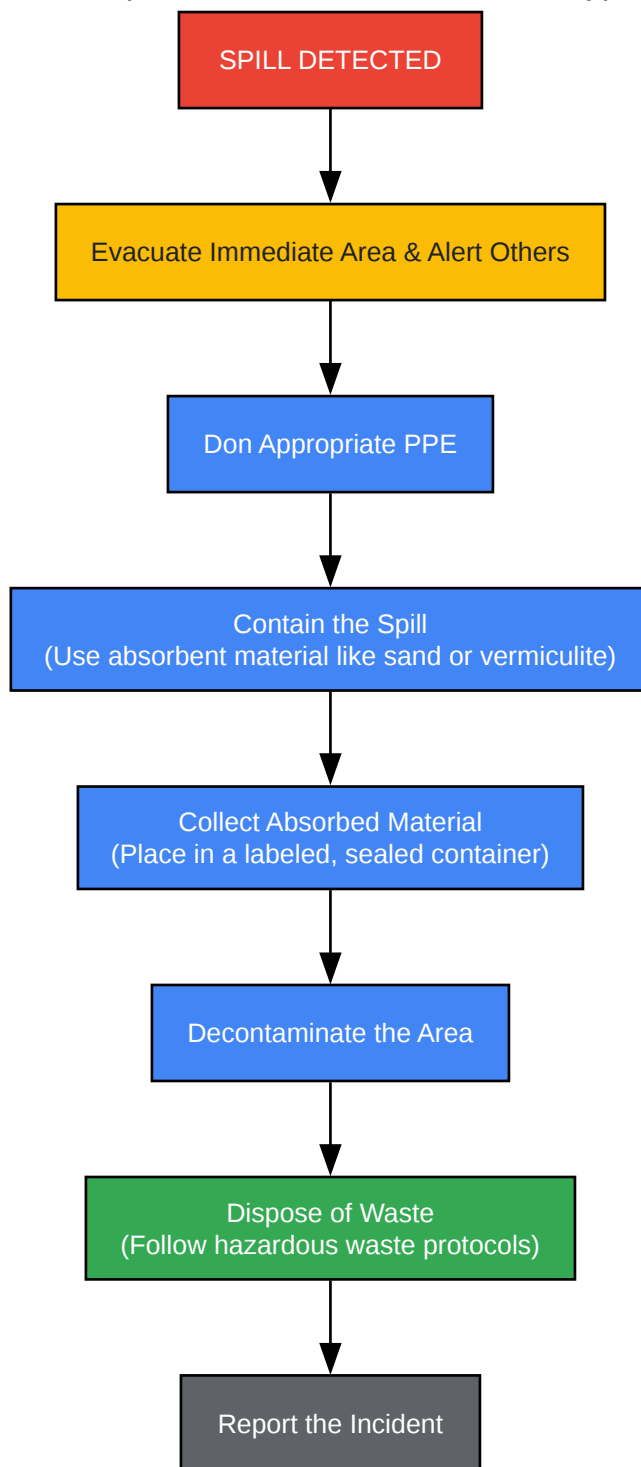 SPILL DETECTED
Evacuate Immediate Area & Alert Others
Don Appropriate PPE
Contain the Spill
(Use absorbent material like sand or vermiculite)
Collect Absorbed Material
(Place in a labeled, sealed container)
Decontaminate the Area
Dispose of Waste
(Follow hazardous waste protocols)
Report the Incident